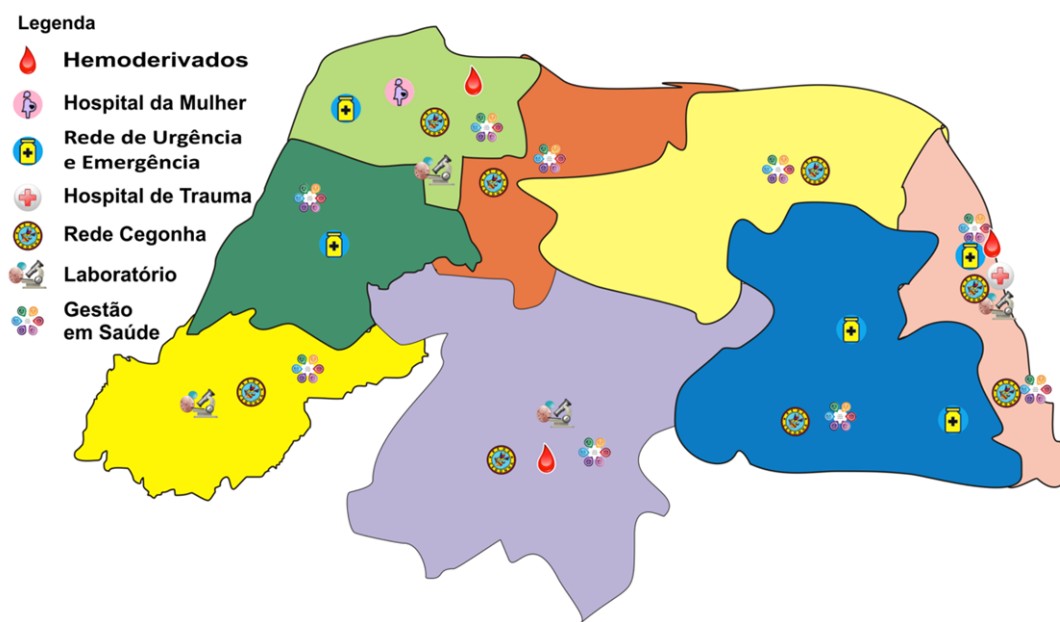 Legenda
Hemoderivados
Hospital da Mulher
Rede de Urgência
e Emergência
Hospital de Trauma
Rede Cegonha
Laboratório
Gestão
em Saúde